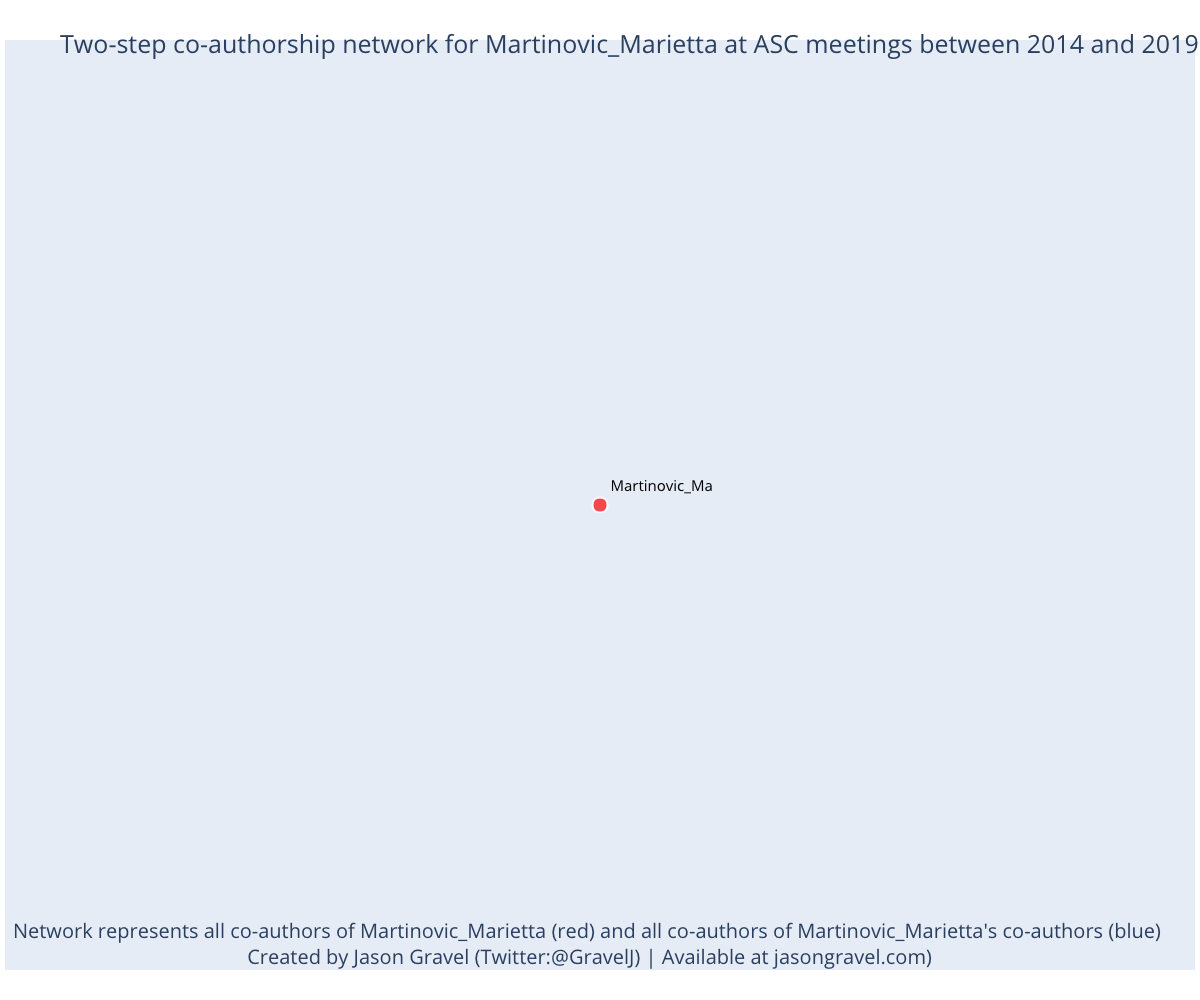 Two-step co-authorship network for Martinovic_Marietta at ASC meetings between 2014 and 2019
Martinovic_Ma
Network represents all co-authors of Martinovic_Marietta (red) and all co-authors of Martinovic_Marietta's co-authors (blue)
Created by Jason Gravel (Twitter:@GravelJ) | Available at jasongravel.com)